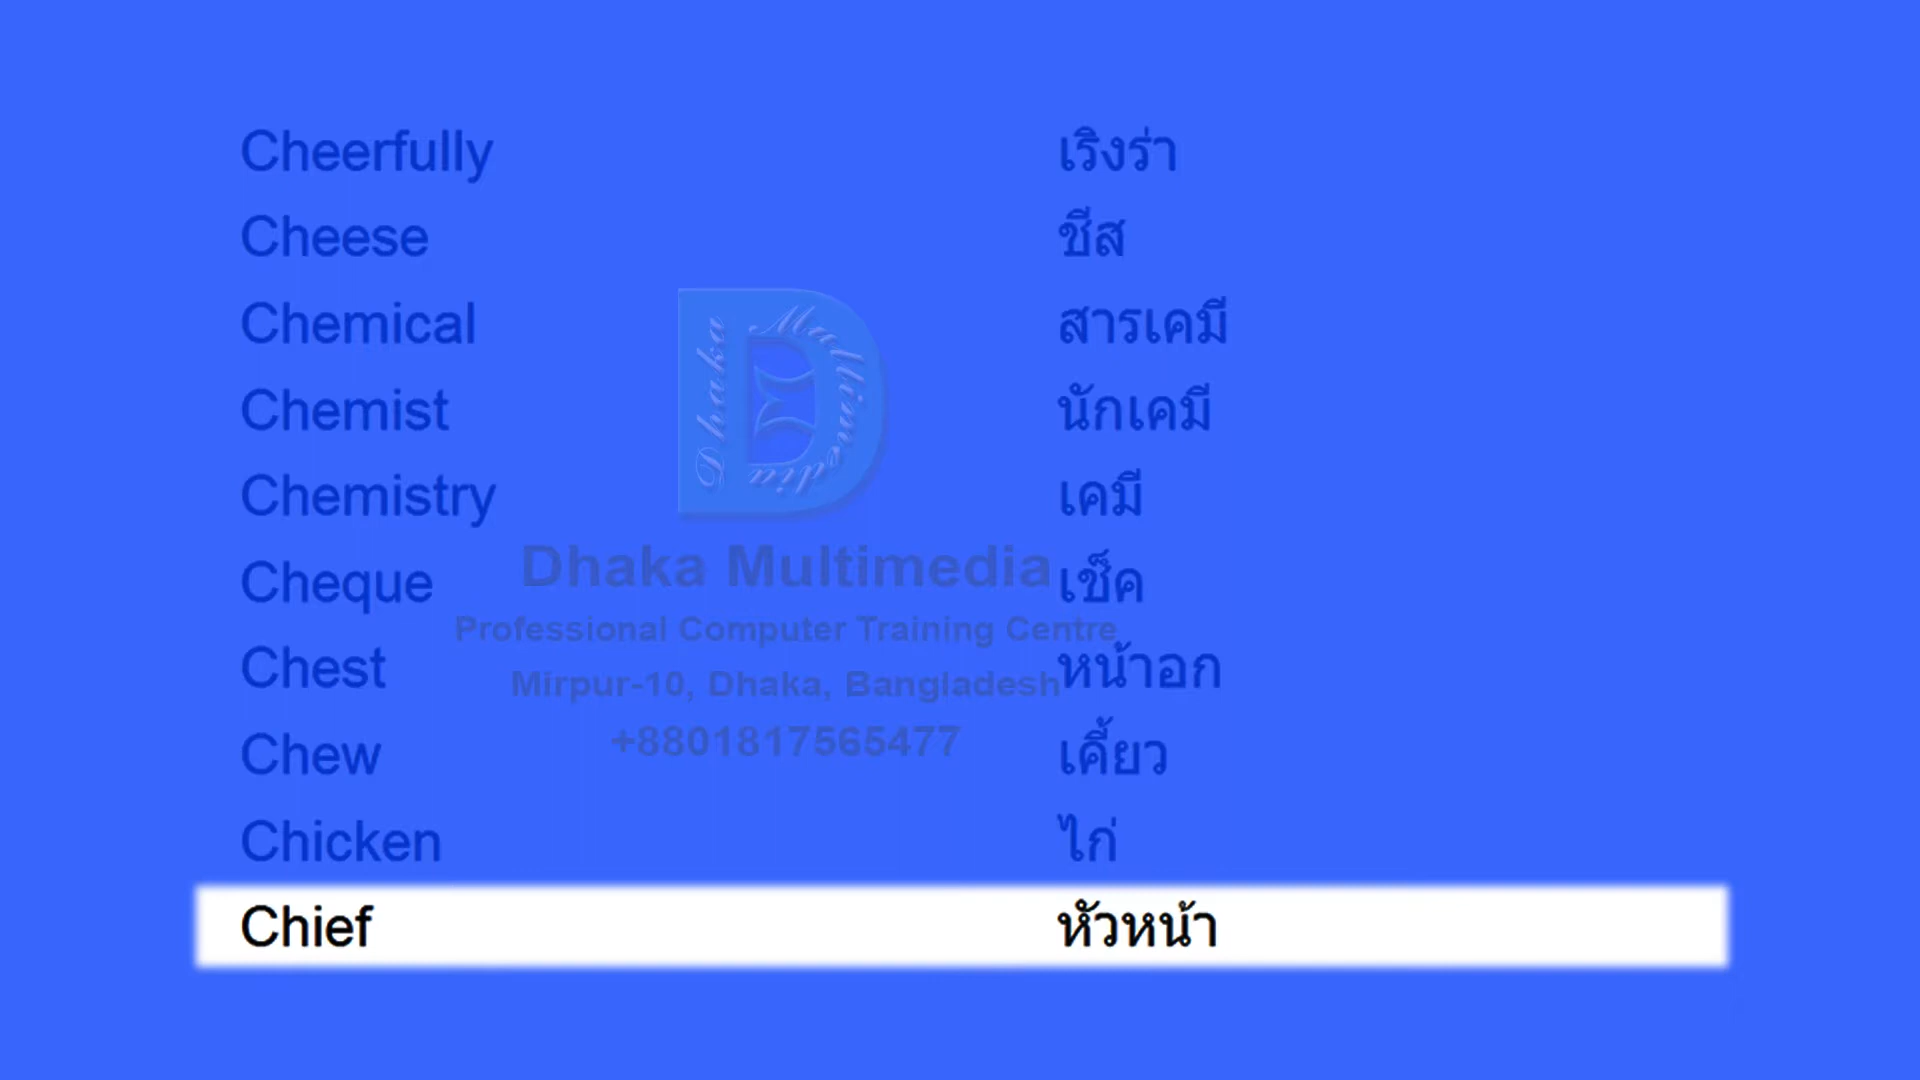 Cheerfully เริงร่า
Cheese ชีส
Chemical สารเคมี
Chemist นักเคมี
Chemistry เคมี
Cheque เช็ค
Chest หน้าอก
Chew เคี้ยว
Chicken ไก่
Chief หัวหน้า
Dhaka Multimedia
Dhaka Multimedia
Professional Computer Training Centre
Mirpur-10, Dhaka, Bangladesh
+8801817565477